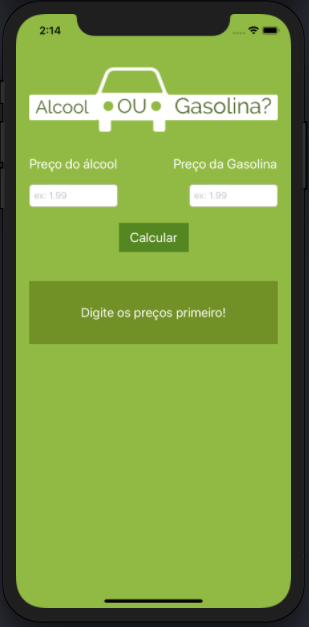 2:14
Alcool OU Gasolina?
Preço do álcool Preço da Gasolina
ex: 1.99 ex: 1.99
Calcular
Digite os preços primeiro!